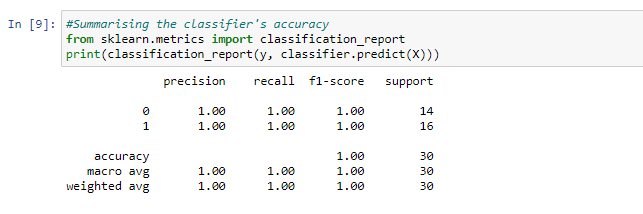 In [9]: #Summarising the classifier's accuracy
from sklearn.metrics import classification_report
print(classification_report(y, classifier.predict(X)))
precision recall f1-score support
0 1.00 1.00 1.00 14
1 1.00 1.00 1.00 16
accuracy 1.00 30
macro avg 1.00 1.00 1.00 30
weighted avg 1.00 1.00 1.00 30